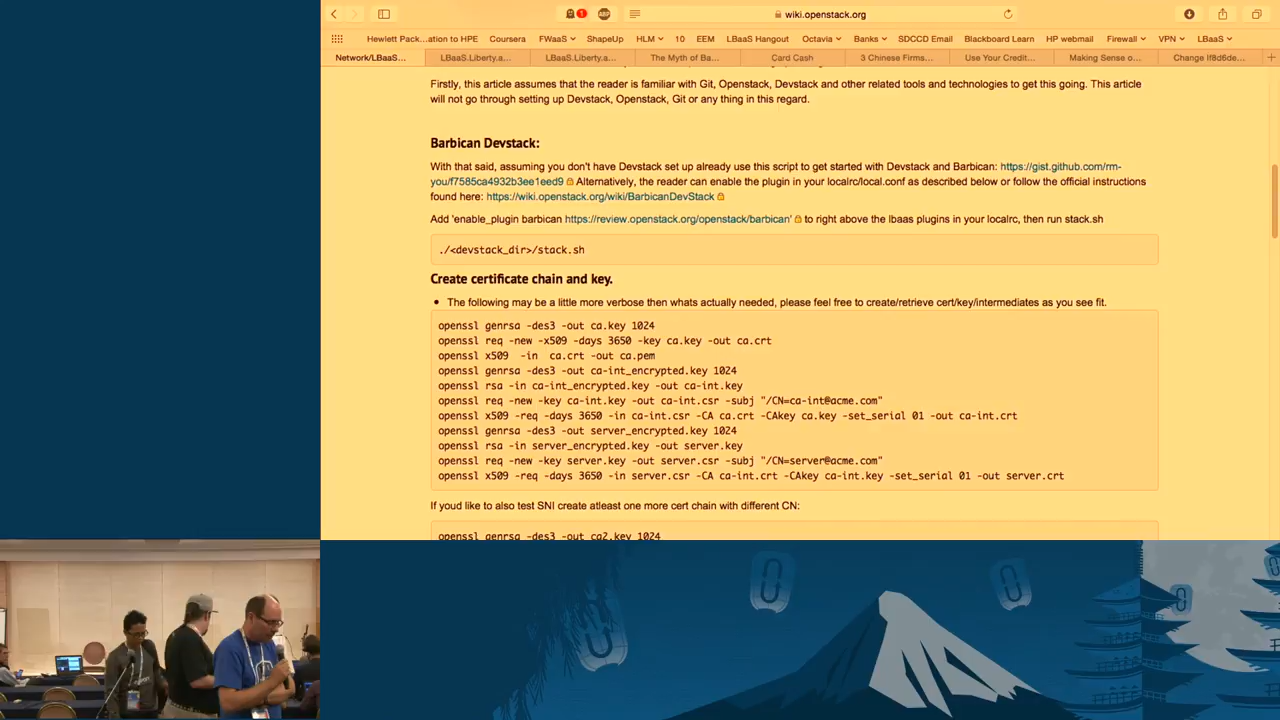 wiki.openstack.org
Hewlett Pack...ation to HPE Coursera FWaaS ShapeUp HLM 10 EEM LBaaS Hangout Octavia Banks SDCCD Email Blackboard Learn HP webmail Firewall VPN LBaaS
Network/LBaaS... LBaaS.Liberty.a... LBaaS.Liberty.a... The Myth of Ba... Card Cash 3 Chinese Firms... Use Your Credit... Making Sense o... Change If8d6de...
Firstly, this article assumes that the reader is familiar with Git, Openstack, Devstack and other related tools and technologies to get this going. This article
will not go through setting up Devstack, Openstack, Git or any thing in this regard.
Barbican Devstack:
With that said, assuming you don't have Devstack set up already use this script to get started with Devstack and Barbican: https://gist.github.com/rm-
you/f7585ca4932b3ee1eed9 Alternatively, the reader can enable the plugin in your localrc/local.conf as described below or follow the official instructions
found here: https://wiki.openstack.org/wiki/BarbicanDevStack
Add 'enable_plugin barbican https://review.openstack.org/openstack/barbican' to right above the lbaas plugins in your localrc, then run stack.sh
./<devstack_dir>/stack.sh
Create certificate chain and key.
• The following may be a little more verbose then whats actually needed, please feel free to create/retrieve cert/key/intermediates as you see fit.
openssl genrsa -des3 -out ca.key 1024
openssl req -new -x509 -days 3650 -key ca.key -out ca.crt
openssl x509  -in  ca.crt -out ca.pem
openssl genrsa -des3 -out ca-int_encrypted.key 1024
openssl rsa -in ca-int_encrypted.key -out ca-int.key
openssl req -new -key ca-int.key -out ca-int.csr -subj "/CN=ca-int@acme.com"
openssl x509 -req -days 3650 -in ca-int.csr -CA ca.crt -CAkey ca.key -set_serial 01 -out ca-int.crt
openssl genrsa -des3 -out server_encrypted.key 1024
openssl rsa -in server_encrypted.key -out server.key
openssl req -new -key server.key -out server.csr -subj "/CN=server@acme.com"
openssl x509 -req -days 3650 -in server.csr -CA ca-int.crt -CAkey ca-int.key -set_serial 01 -out server.crt
If youd like to also test SNI create atleast one more cert chain with different CN:
openssl genrsa -des3 -out ca2.key 1024